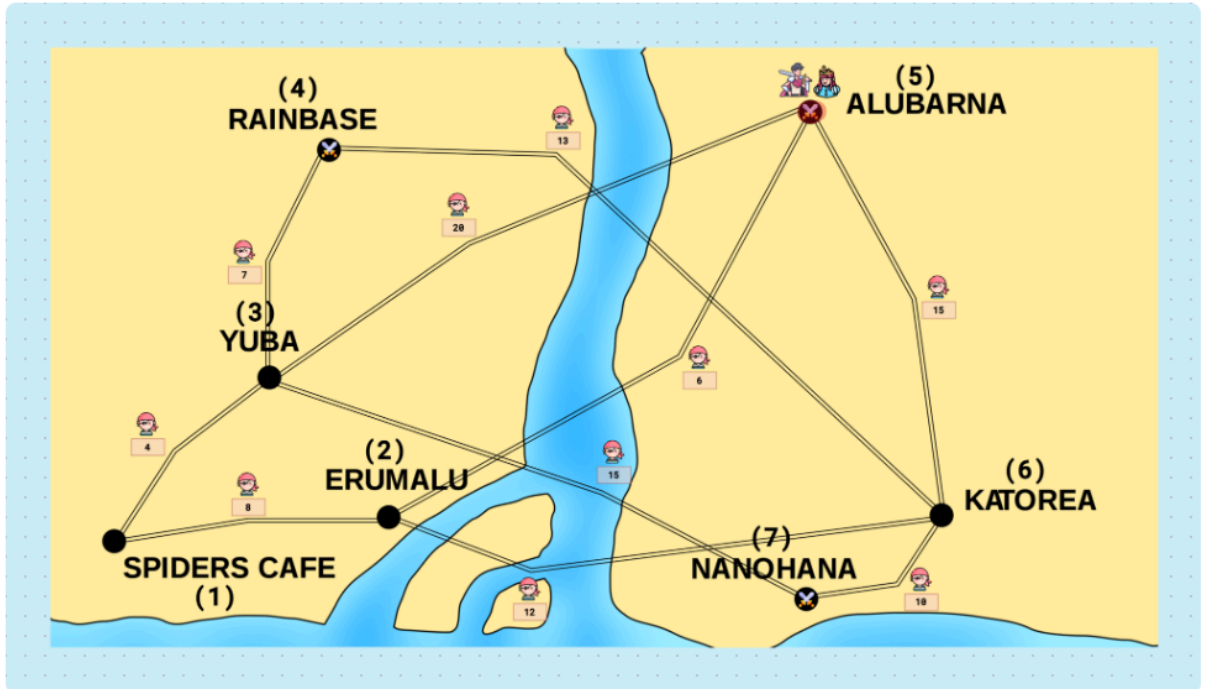 (4)
RAINBASE
(5)
ALUBARNA
13
20
7
(3)
YUBA
15
6
4
(2)
ERUMALU
15
(6)
KATOREA
8
(7)
NANOHANA
SPIDERS CAFE
(1)
12
10